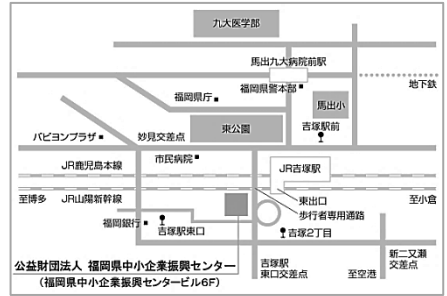 九大医学部
馬出九大病院前駅
地下鉄
福岡県警本部
福岡県庁
馬出小
東公園
吉塚駅前
パピヨンプラザ
妙見交差点
市民病院
JR吉塚駅
JR鹿児島本線
東出口
至博多
JR山陽新幹線
至小倉
歩行者専用通路
福岡銀行
吉塚駅東口
吉塚2丁目
新二又瀬
交差点
公益財団法人 福岡県中小企業振興センター
(福岡県中小企業振興センタービル6F)
吉塚駅
東口交差点
至空港